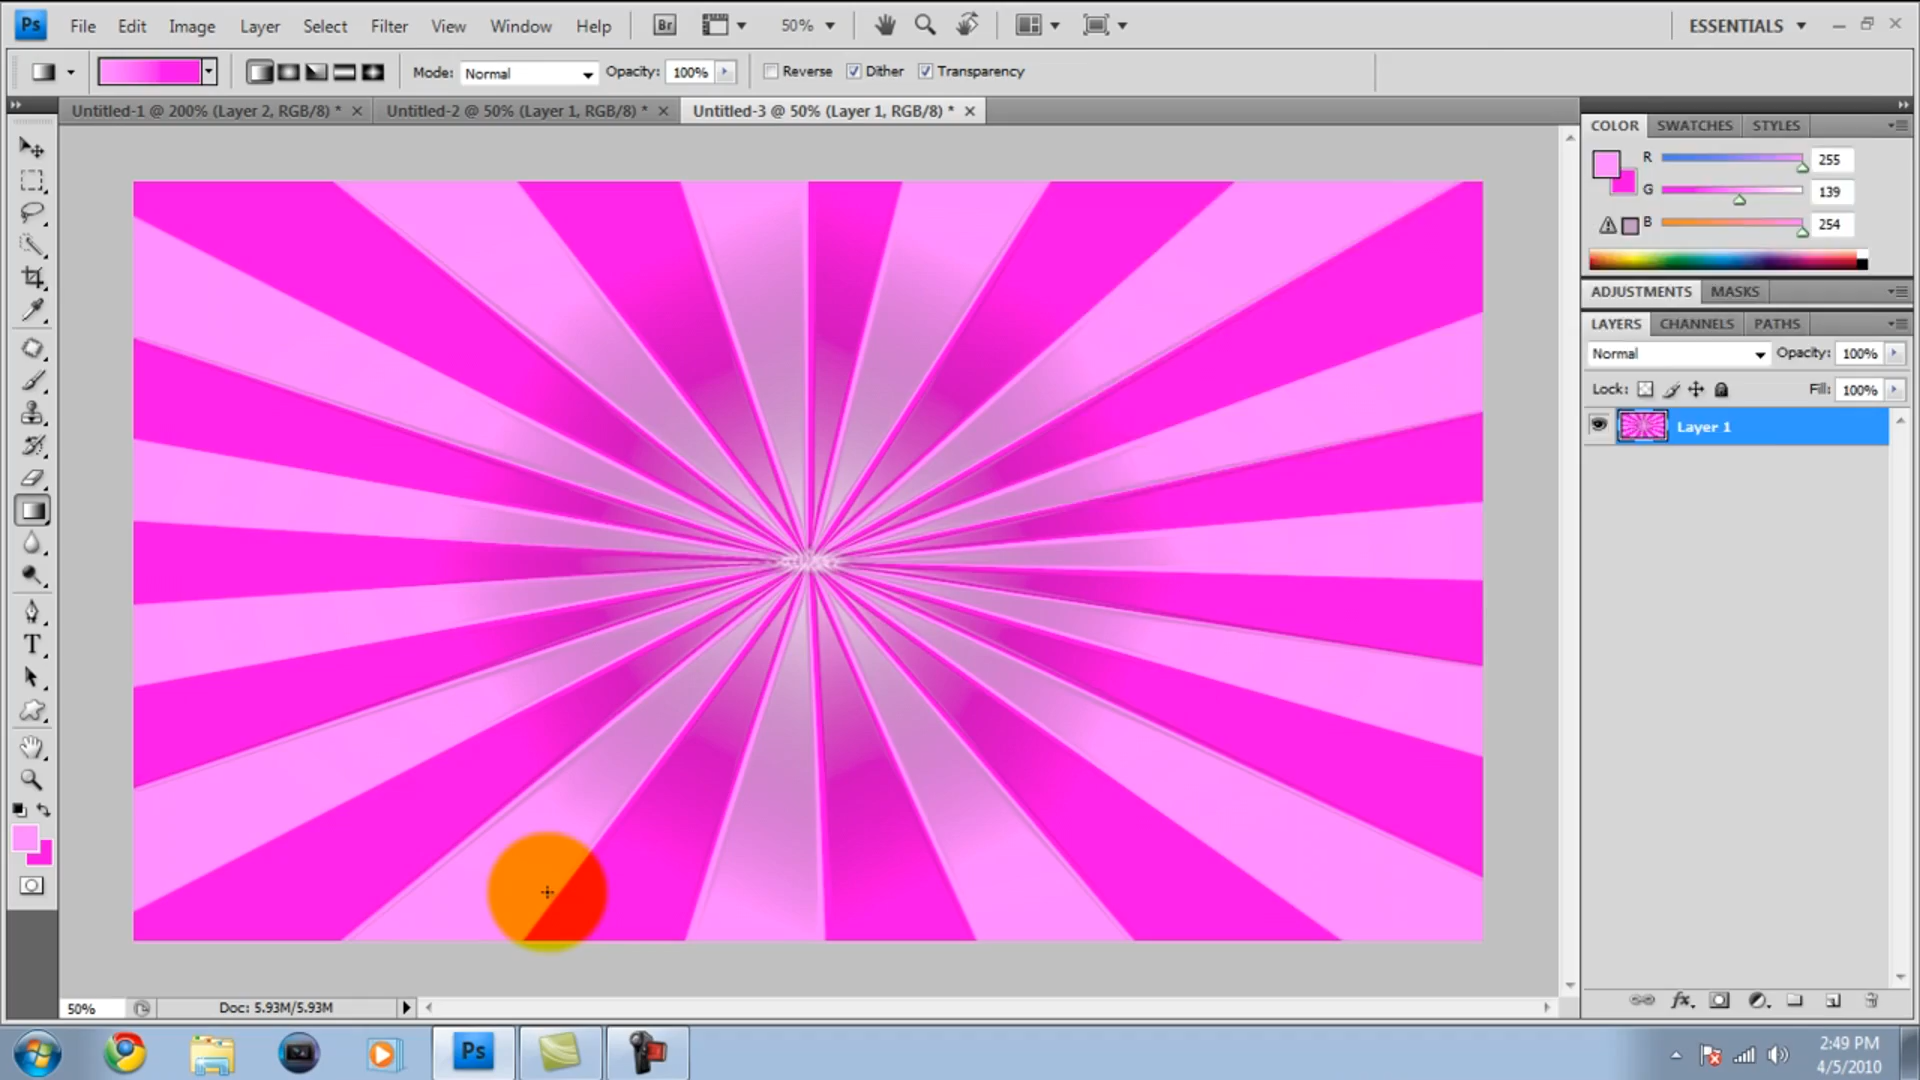 Ps File Edit Image Layer Select Filter View Window Help Br 50% ESSENTIALS
Mode: Normal Opacity: 100% Reverse Dither Transparency
Untitled-1 @ 200% (Layer 2, RGB/8) * Untitled-2 @ 50% (Layer 1, RGB/8) * Untitled-3 @ 50% (Layer 1, RGB/8) *
COLOR SWATCHES STYLES
R 255
G 139
B 254
ADJUSTMENTS MASKS
LAYERS CHANNELS PATHS
Normal Opacity: 100%
Lock: Fill: 100%
Layer 1
T
50% Doc: 5.93M/5.93M
fx
Ps
2:49 PM
4/5/2010